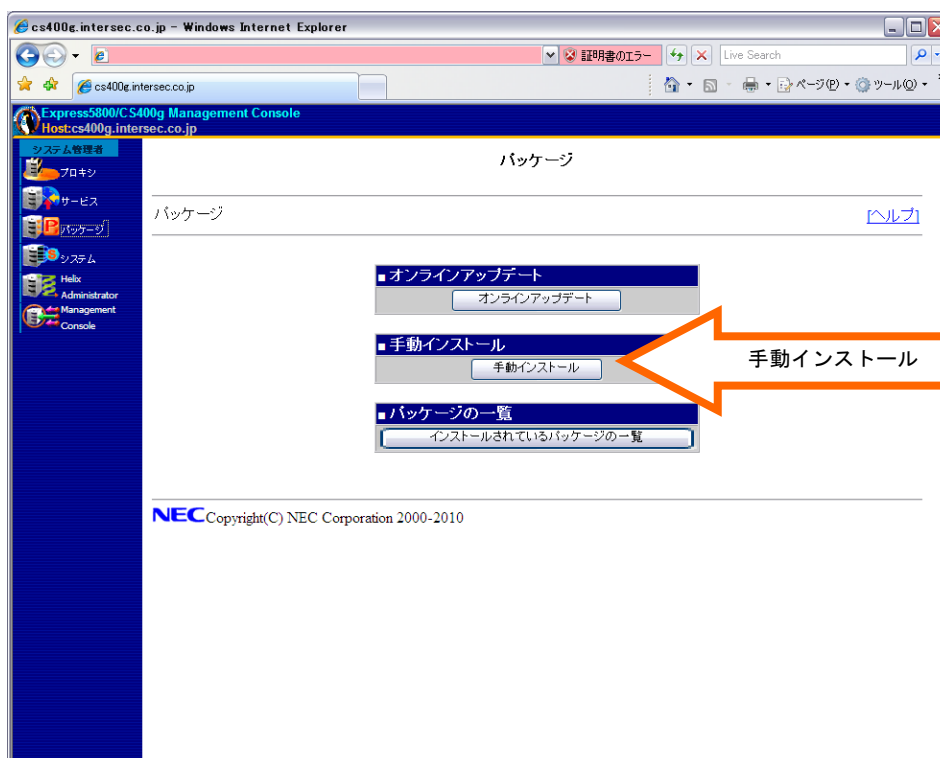 cs400g.intersec.co.jp - Windows Internet Explorer
証明書のエラー
Live Search
cs400g.intersec.co.jp
ページ(P)
ツール(O)
Express5800/CS400g Management Console
Host:cs400g.intersec.co.jp
システム管理者
プロキシ
サービス
パッケージ
システム
Helix
Administrator
Management
Console
パッケージ
パッケージ
[ヘルプ]
■オンラインアップデート
オンラインアップデート
■手動インストール
手動インストール
手動インストール
■パッケージの一覧
インストールされているパッケージの一覧
NEC Copyright(C) NEC Corporation 2000-2010